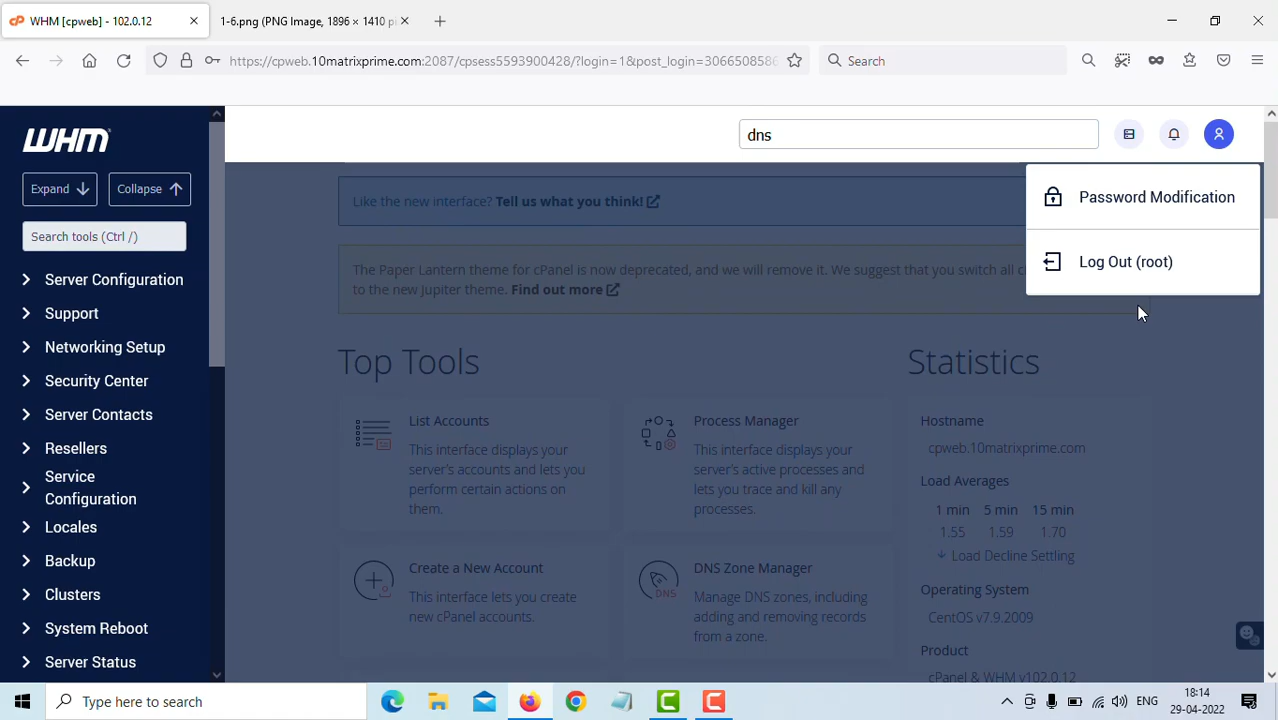 WHM [cpweb] - 102.0.12
1-6.png (PNG Image, 1896 × 1410 p
https://cpweb.10matrixprime.com:2087/cpsess5593900428/?login=1&post_login=3066508586
Search
WHM
dns
Expand
Collapse
Search tools (Ctrl /)
Server Configuration
Support
Networking Setup
Security Center
Server Contacts
Resellers
Service
Configuration
Locales
Backup
Clusters
System Reboot
Server Status
Password Modification
Log Out (root)
Like the new interface? Tell us what you think!
The Paper Lantern theme for cPanel is now deprecated, and we will remove it. We suggest that you switch all
to the new Jupiter theme. Find out more
Top Tools
List Accounts
This interface displays your
server's accounts and lets you
perform certain actions on
them.
Process Manager
This interface displays your
server's active processes and
lets you trace and kill any
processes.
Create a New Account
This interface lets you create
new cPanel accounts.
DNS
DNS Zone Manager
Manage DNS zones, including
adding and removing records
from a zone.
Statistics
Hostname
cpweb.10matrixprime.com
Load Averages
1 min 5 min 15 min
1.55 1.59 1.70
Load Decline Settling
Operating System
CentOS v7.9.2009
Product
cPanel & WHM v102.0.12
Type here to search
ENG
18:14
29-04-2022